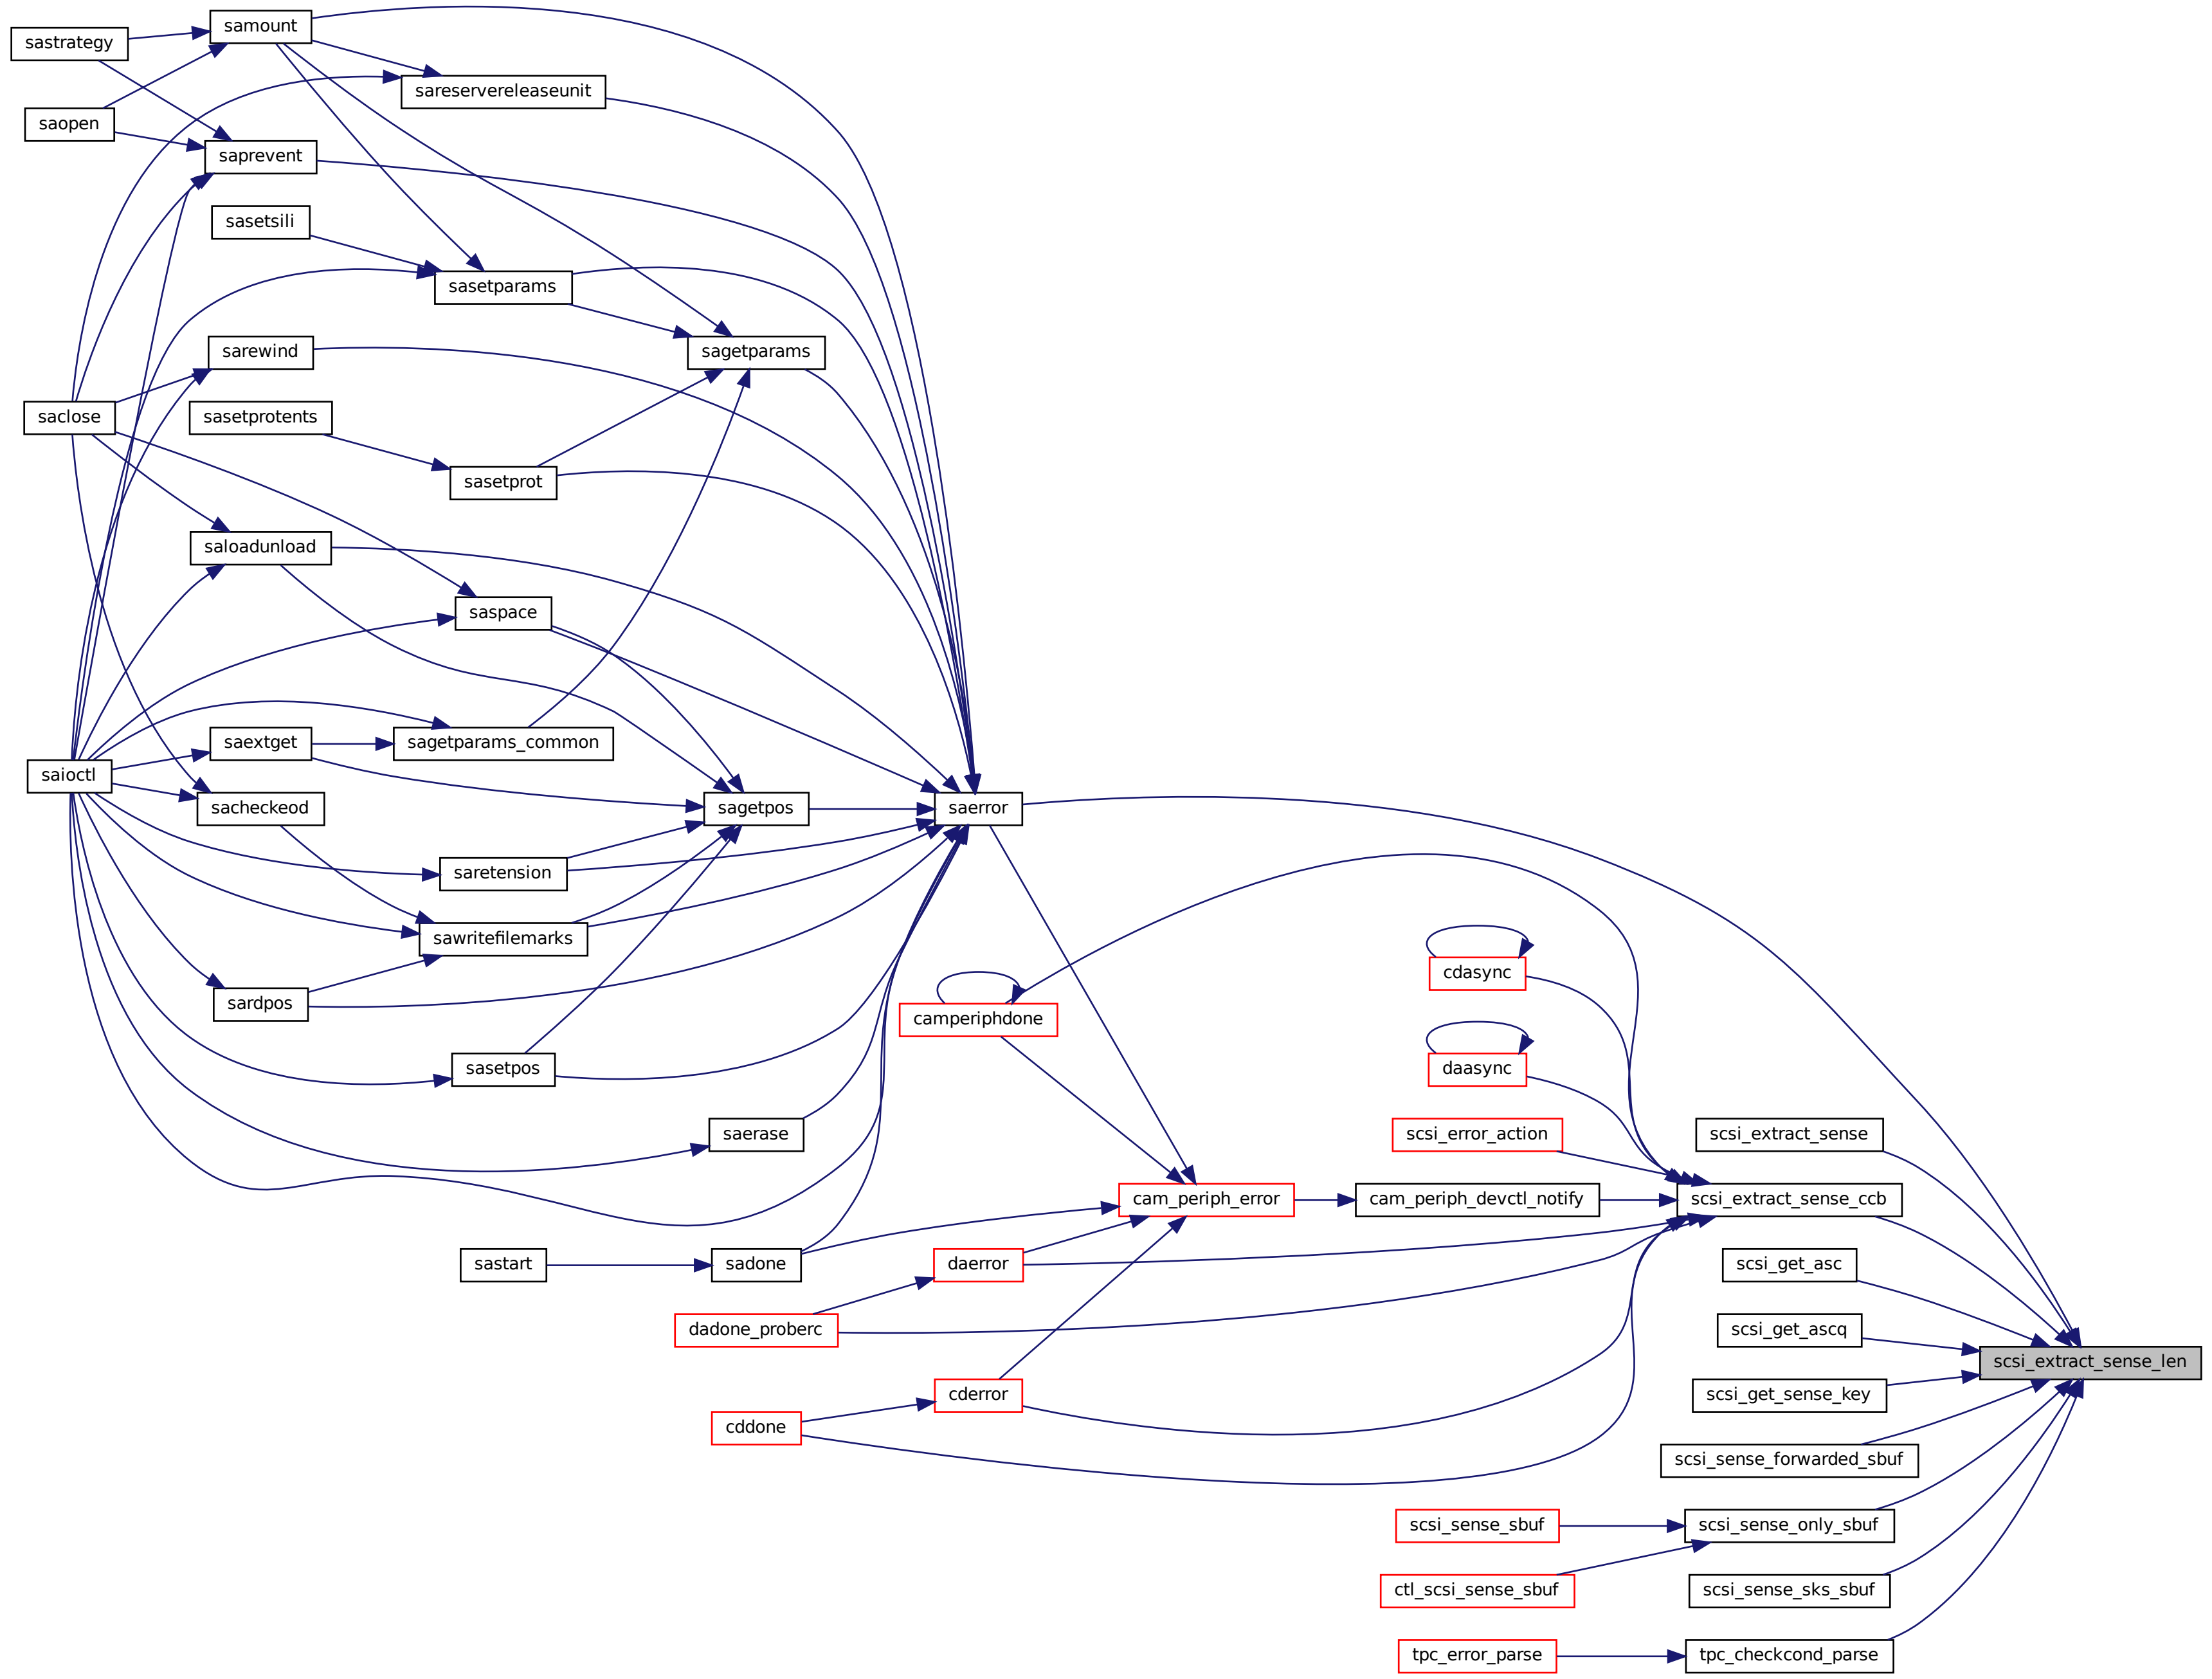 samount
sastrategy
sareservereleaseunit
saopen
saprevent
sasetsili
sasetparams
sarewind
sagetparams
saclose
sasetprotents
sasetprot
saloadunload
saspace
saextget
sagetparams_common
saioctl
sacheckeod
sagetpos
saerror
saretension
sawritefilemarks
cdasync
sardpos
camperiphdone
sasetpos
daasync
saerase
scsi_error_action
scsi_extract_sense
cam_periph_error
cam_periph_devctl_notify
scsi_extract_sense_ccb
sastart
sadone
daerror
scsi_get_asc
dadone_proberc
scsi_get_ascq
scsi_extract_sense_len
cderror
scsi_get_sense_key
cddone
scsi_sense_forwarded_sbuf
scsi_sense_sbuf
scsi_sense_only_sbuf
ctl_scsi_sense_sbuf
scsi_sense_sks_sbuf
tpc_error_parse
tpc_checkcond_parse